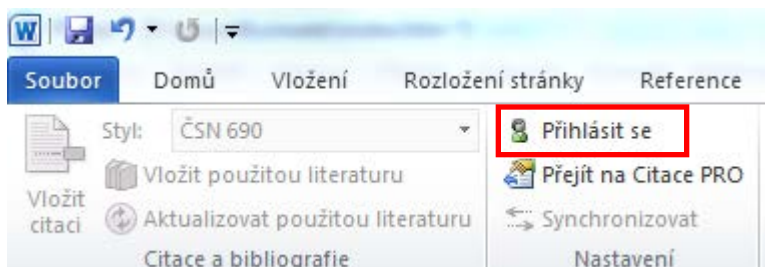 W
Soubor Domů Vložení Rozložení stránky Reference
Vložit citaci
Styl: ČSN 690
Vložit použitou literaturu
Aktualizovat použitou literaturu
Citace a bibliografie
Přihlásit se
Přejít na Citace PRO
Synchronizovat
Nastavení